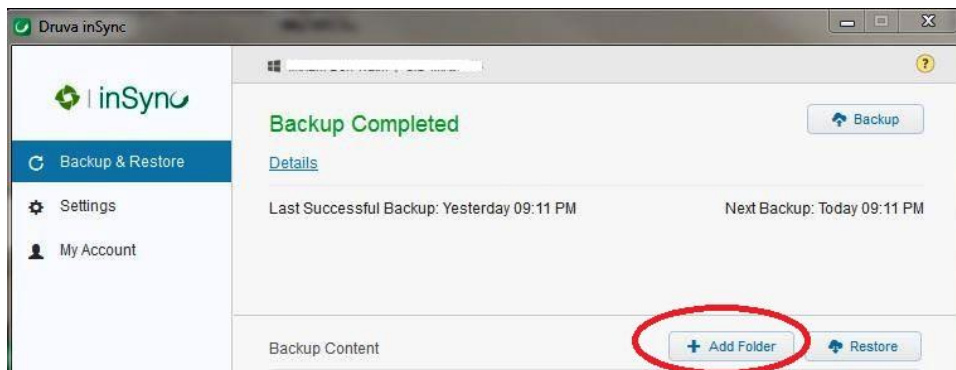 Druva inSync
?
inSync
Backup Completed
Backup
Details
Backup & Restore
Settings
My Account
Last Successful Backup: Yesterday 09:11 PM
Next Backup: Today 09:11 PM
Backup Content
+ Add Folder
Restore